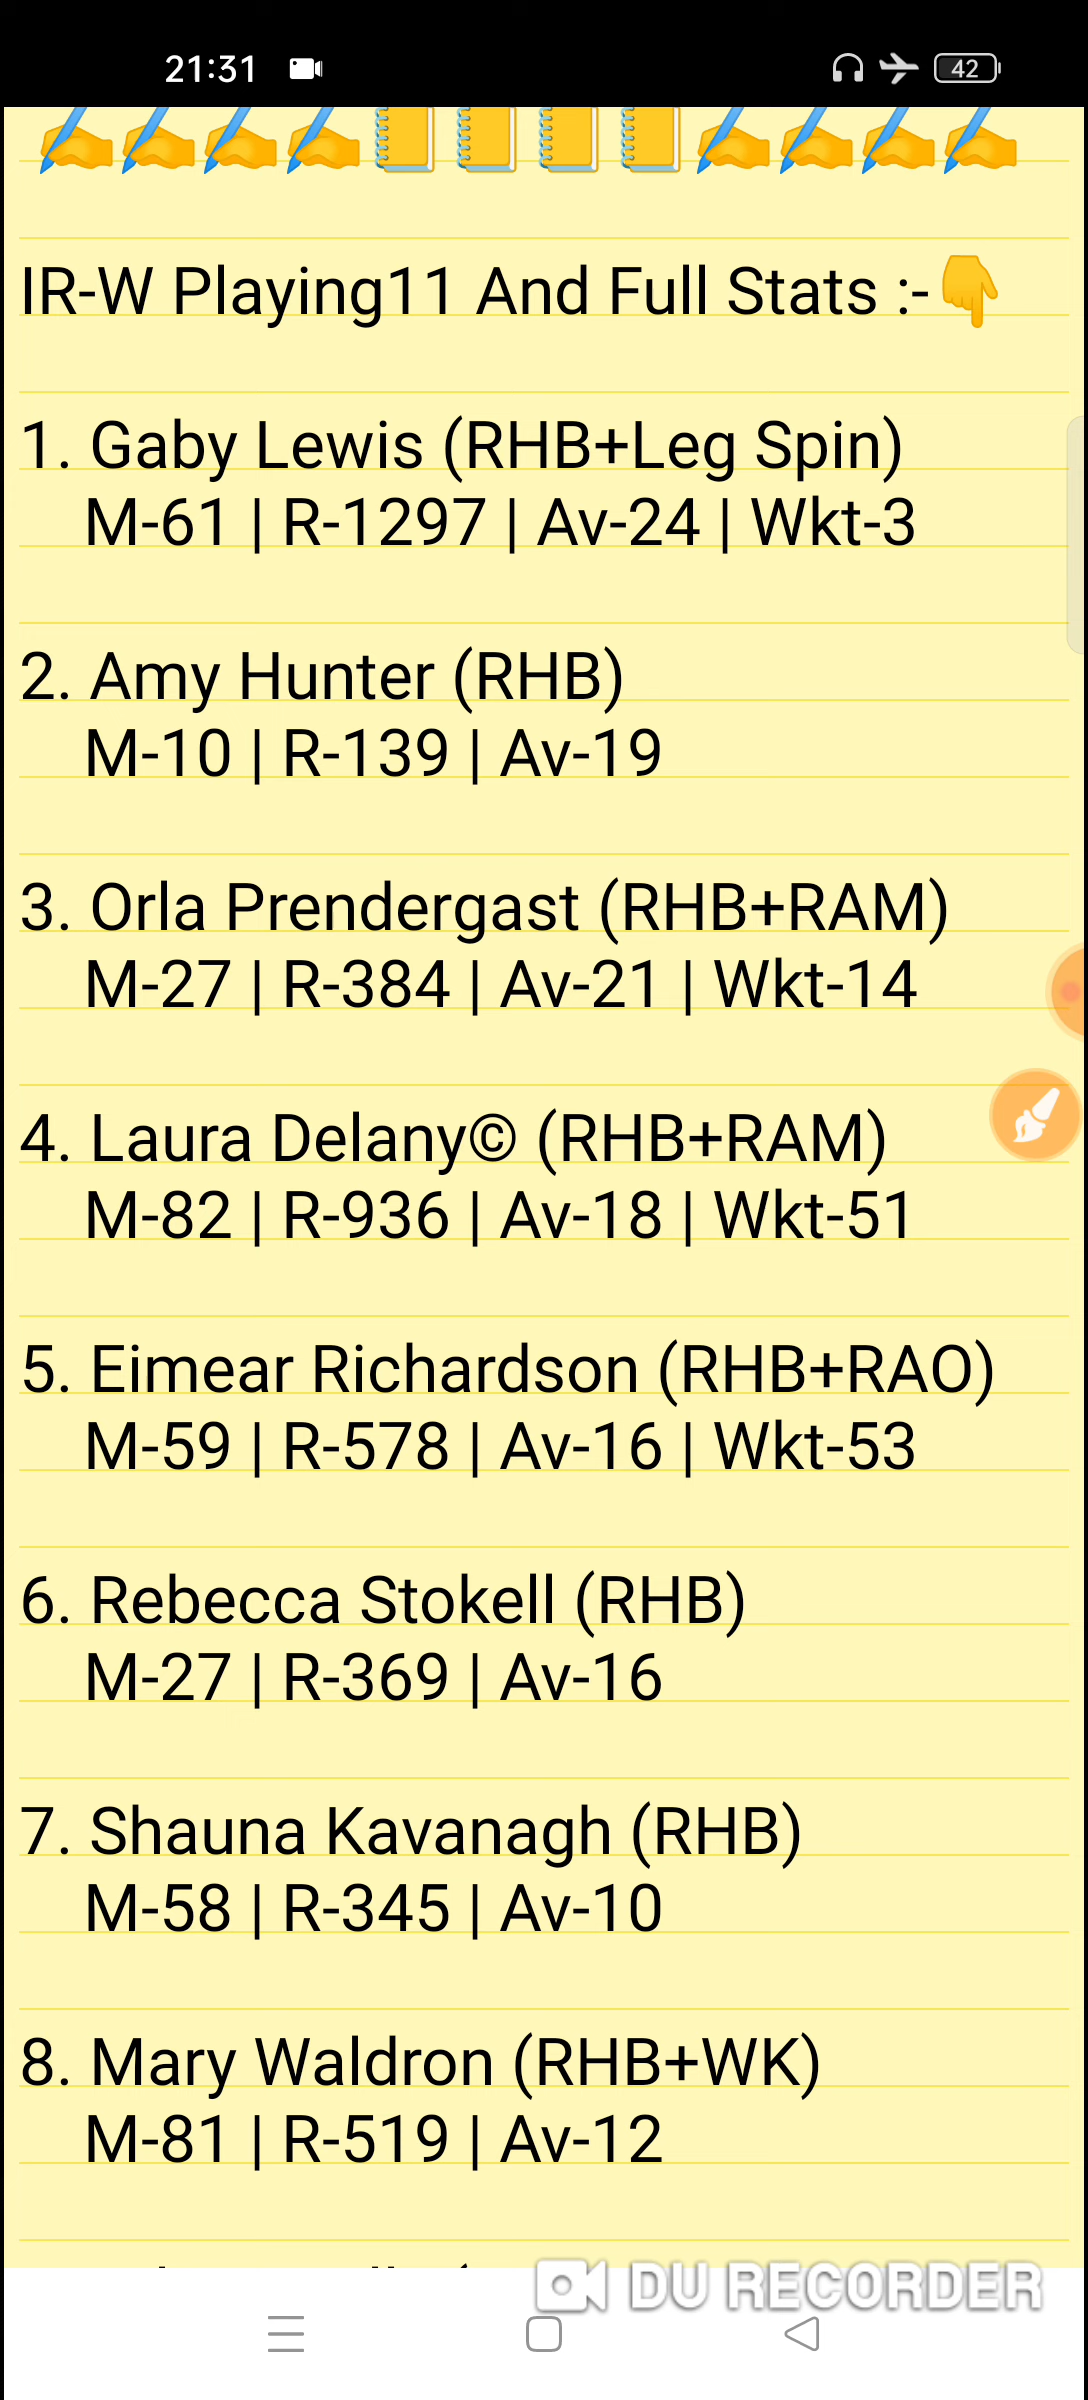 21:31
42
IR-W Playing11 And Full Stats :-👇
1. Gaby Lewis (RHB+Leg Spin)
M-61 | R-1297 | Av-24 | Wkt-3
2. Amy Hunter (RHB)
M-10 | R-139 | Av-19
3. Orla Prendergast (RHB+RAM)
M-27 | R-384 | Av-21 | Wkt-14
4. Laura Delany© (RHB+RAM)
M-82 | R-936 | Av-18 | Wkt-51
5. Eimear Richardson (RHB+RAO)
M-59 | R-578 | Av-16 | Wkt-53
6. Rebecca Stokell (RHB)
M-27 | R-369 | Av-16
7. Shauna Kavanagh (RHB)
M-58 | R-345 | Av-10
8. Mary Waldron (RHB+WK)
M-81 | R-519 | Av-12
DU RECORDER